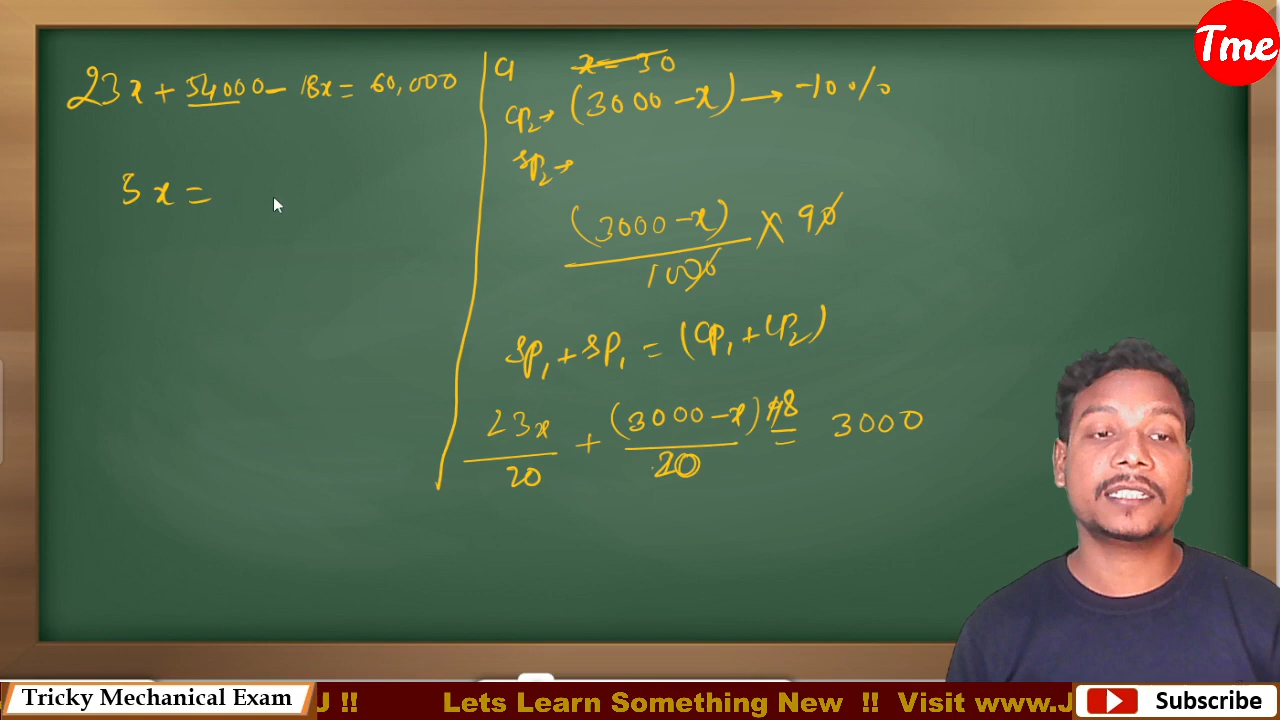 Tme
23x + 54000 - 18x = 60,000
5x =
x = 30
CP₂ → (3000 - x) → -10%
SP₂ →
(3000 - x) × 90
100
SP₁ + SP₁ = (CP₁ + CP₂)
23x + (3000 - x) 18 = 3000
20 20
Tricky Mechanical Exam
J !! Lets Learn Something New !! Visit www.J
Subscribe